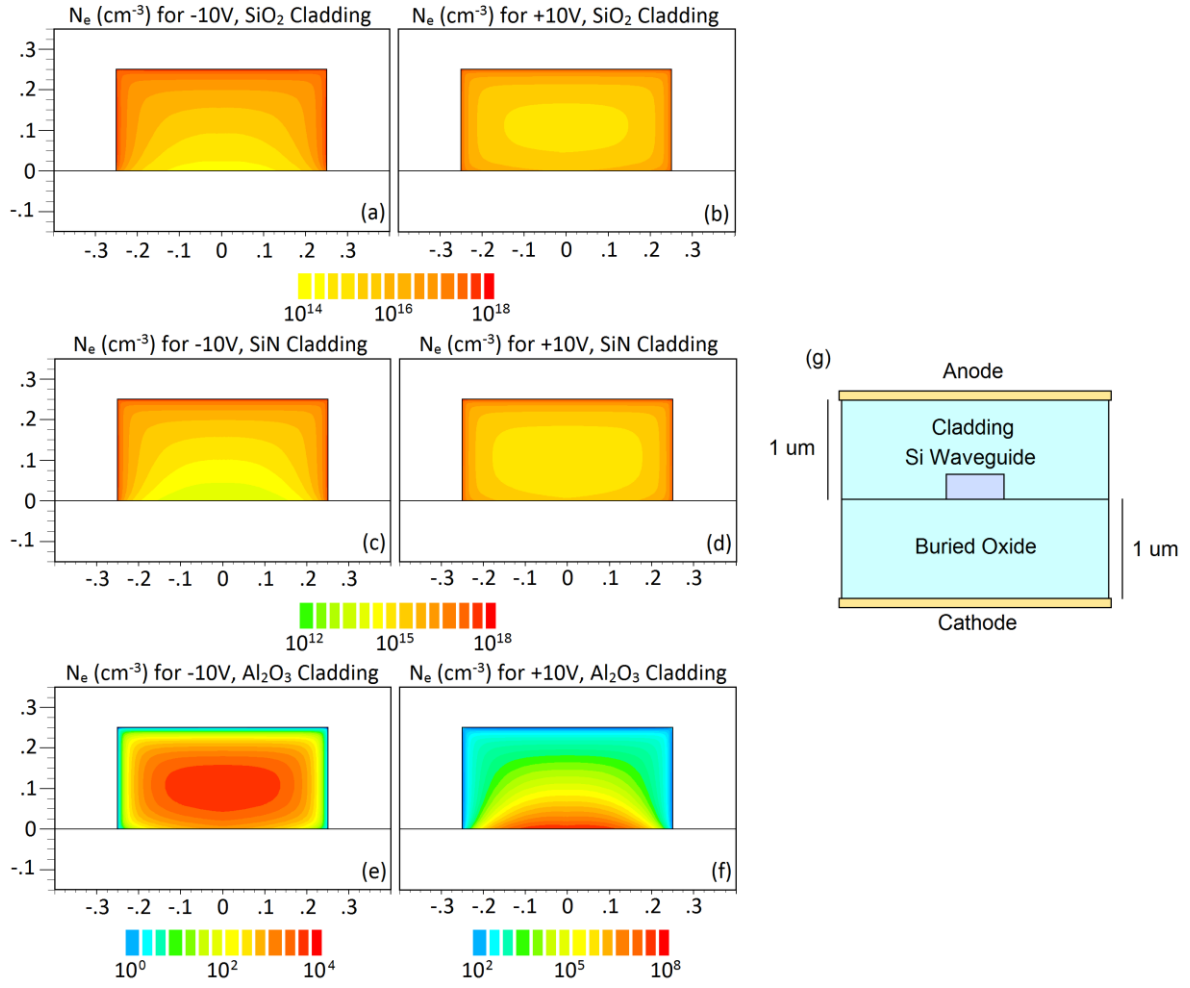 Nₑ (cm⁻³) for -10V, SiO₂ Cladding
Nₑ (cm⁻³) for +10V, SiO₂ Cladding
.3
.2
.1
0
-.1
(a)
(b)
-.3 -.2 -.1 0 .1 .2 .3
-.3 -.2 -.1 0 .1 .2 .3
10¹⁴ 10¹⁶ 10¹⁸
Nₑ (cm⁻³) for -10V, SiN Cladding
Nₑ (cm⁻³) for +10V, SiN Cladding
.3
.2
.1
0
-.1
(c)
(d)
-.3 -.2 -.1 0 .1 .2 .3
-.3 -.2 -.1 0 .1 .2 .3
10¹² 10¹⁵ 10¹⁸
Nₑ (cm⁻³) for -10V, Al₂O₃ Cladding
Nₑ (cm⁻³) for +10V, Al₂O₃ Cladding
.3
.2
.1
0
-.1
(e)
(f)
-.3 -.2 -.1 0 .1 .2 .3
-.3 -.2 -.1 0 .1 .2 .3
10⁰ 10² 10⁴
10² 10⁵ 10⁸
(g)
Anode
1 um
Cladding
Si Waveguide
Buried Oxide
1 um
Cathode